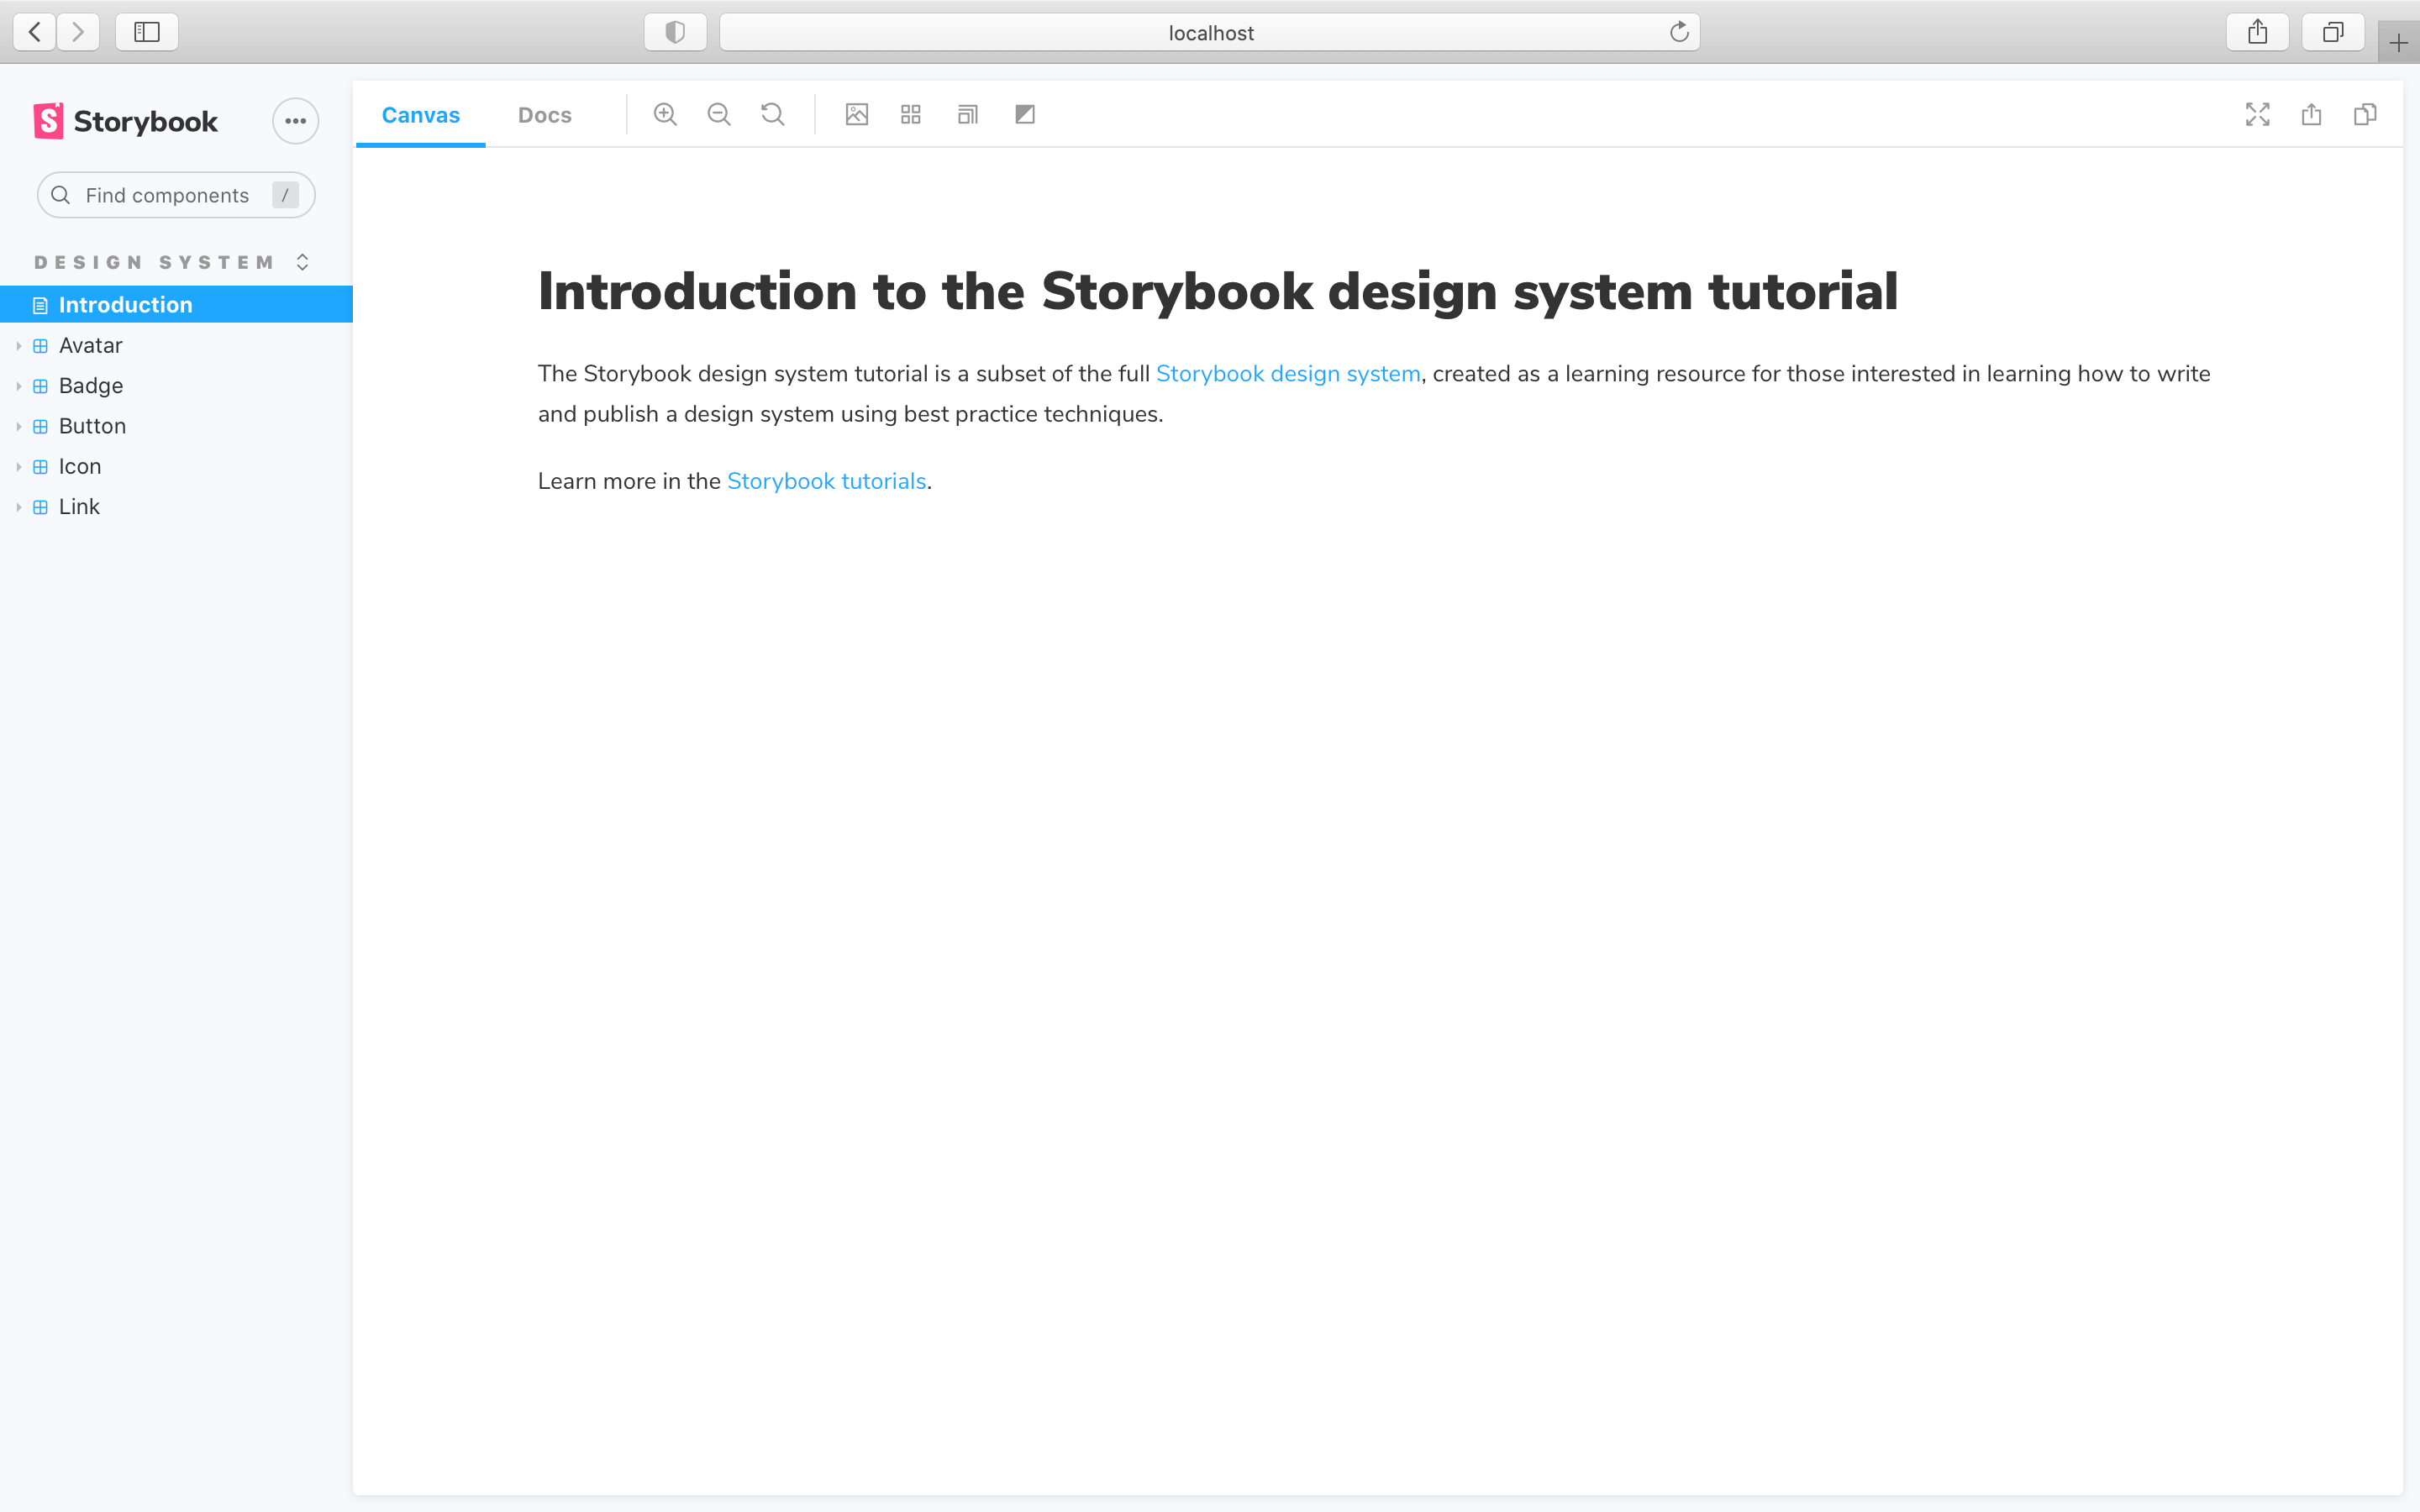 localhost
Storybook
Find components /
DESIGN SYSTEM
Introduction
Avatar
Badge
Button
Icon
Link
Canvas Docs
Introduction to the Storybook design system tutorial
The Storybook design system tutorial is a subset of the full Storybook design system, created as a learning resource for those interested in learning how to write
and publish a design system using best practice techniques.
Learn more in the Storybook tutorials.